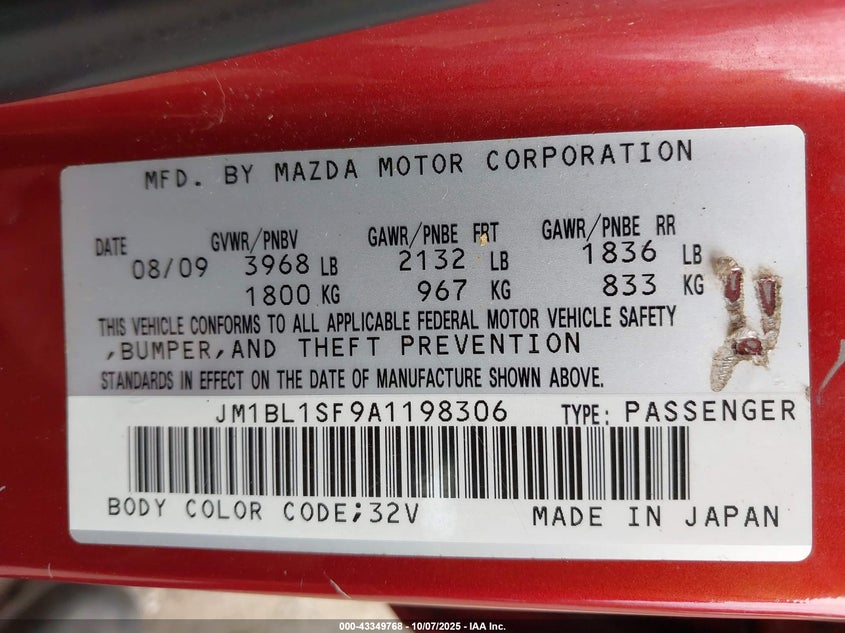 MFD. BY MAZDA MOTOR CORPORATION
DATE GVWR/PNBV GAWR/PNBE FRT GAWR/PNBE RR
08/09 3968 LB 2132 LB 1836 LB
1800 KG 967 KG 833 KG
THIS VEHICLE CONFORMS TO ALL APPLICABLE FEDERAL MOTOR VEHICLE SAFETY
,BUMPER,AND THEFT PREVENTION
STANDARDS IN EFFECT ON THE DATE OF MANUFACTURE SHOWN ABOVE.
JM1BL1SF9A1198306 TYPE: PASSENGER
BODY COLOR CODE;32V MADE IN JAPAN
000-43349768 - 10/07/2025 - IAA Inc.